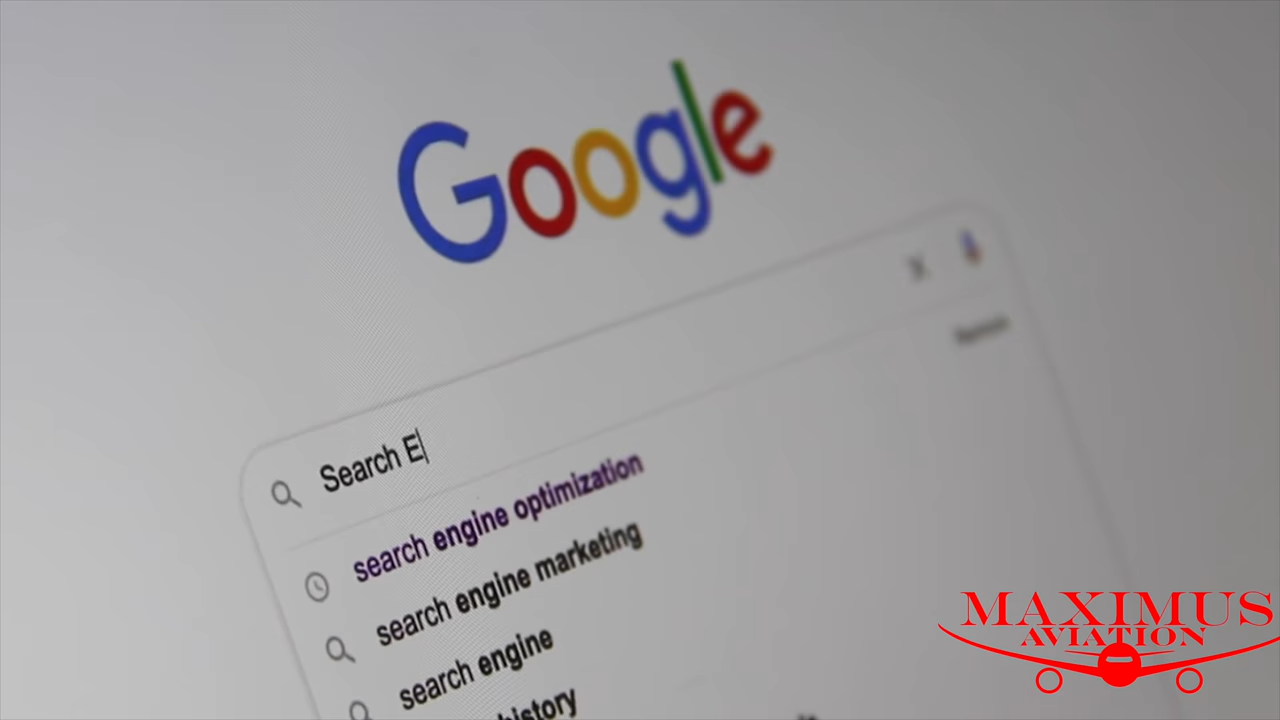 Google
Search E
search engine optimization
search engine marketing
search engine
history
MAXIMUS
AVIATION